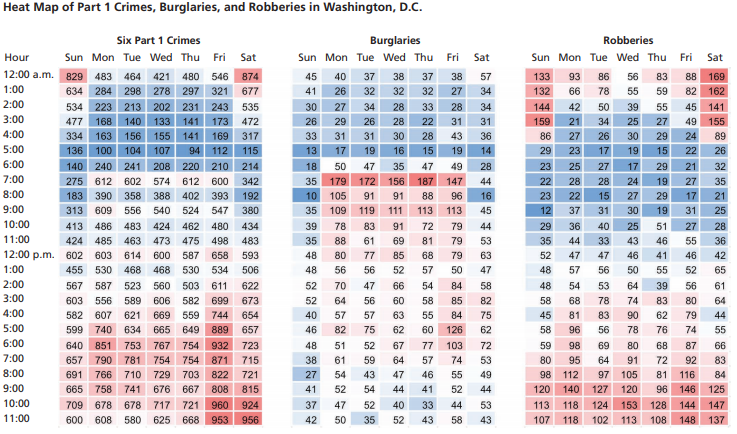 Heat Map of Part 1 Crimes, Burglaries, and Robberies in Washington, D.C.
Six Part 1 Crimes Burglaries Robberies
Hour Sun Mon Tue Wed Thu Fri Sat Sun Mon Tue Wed Thu Fri Sat Sun Mon Tue Wed Thu Fri Sat
12:00 a.m. 829 483 464 421 480 546 874 45 40 37 38 37 38 57 133 93 86 56 83 88 169
1:00 634 284 298 278 297 321 677 41 26 32 32 32 27 34 132 66 78 55 59 82 162
2:00 534 223 213 202 231 243 535 30 27 34 28 28 28 34 144 42 50 39 55 45 141
3:00 477 168 140 133 141 173 472 26 29 26 28 22 31 31 159 21 34 25 27 49 155
4:00 334 163 156 155 141 169 317 33 31 31 30 28 43 36 86 27 26 30 29 24 89
5:00 136 100 104 107 94 112 115 13 17 19 16 15 19 14 29 23 17 19 15 22 26
6:00 140 240 241 208 220 210 214 18 50 47 35 47 49 28 23 25 27 17 29 21 32
7:00 275 612 602 574 612 600 342 35 179 172 156 187 147 44 22 28 28 24 19 27 35
8:00 183 390 358 388 402 393 192 10 105 91 91 88 96 16 23 22 15 27 29 17 21
9:00 313 609 556 540 524 547 380 35 109 119 111 113 113 45 12 37 31 30 19 31 25
10:00 413 486 483 424 462 480 434 39 78 83 91 72 79 44 29 36 40 25 51 27 28
11:00 424 485 463 473 475 498 483 35 88 61 69 81 79 53 35 44 33 43 46 55 36
12:00 p.m. 602 603 614 600 587 658 593 48 80 77 85 68 79 63 52 47 47 46 41 46 42
1:00 455 530 468 468 530 534 506 48 56 56 52 57 50 47 48 57 56 50 55 52 65
2:00 567 587 523 560 503 611 622 52 70 47 66 54 84 58 48 54 53 64 39 56 61
3:00 603 556 589 606 582 699 673 52 64 56 58 58 85 82 58 68 78 74 83 80 64
4:00 582 607 621 669 559 744 654 40 57 57 63 55 84 75 45 81 83 90 62 79 44
5:00 599 740 634 665 649 889 657 46 82 75 62 60 126 62 58 96 56 78 76 74 55
6:00 640 851 753 767 754 932 723 48 51 52 67 77 103 72 59 98 69 80 68 87 66
7:00 657 790 781 754 754 871 715 38 61 59 64 57 74 53 80 95 64 91 72 92 83
8:00 691 766 710 729 703 822 721 27 54 43 47 46 55 49 98 112 97 105 81 116 84
9:00 665 758 741 676 667 808 815 41 52 54 44 41 52 44 120 140 127 120 96 146 125
10:00 709 678 678 717 721 960 924 37 47 52 40 33 44 53 113 118 124 153 128 144 147
11:00 600 608 580 625 668 953 956 42 50 35 52 43 58 43 107 118 102 113 108 148 137